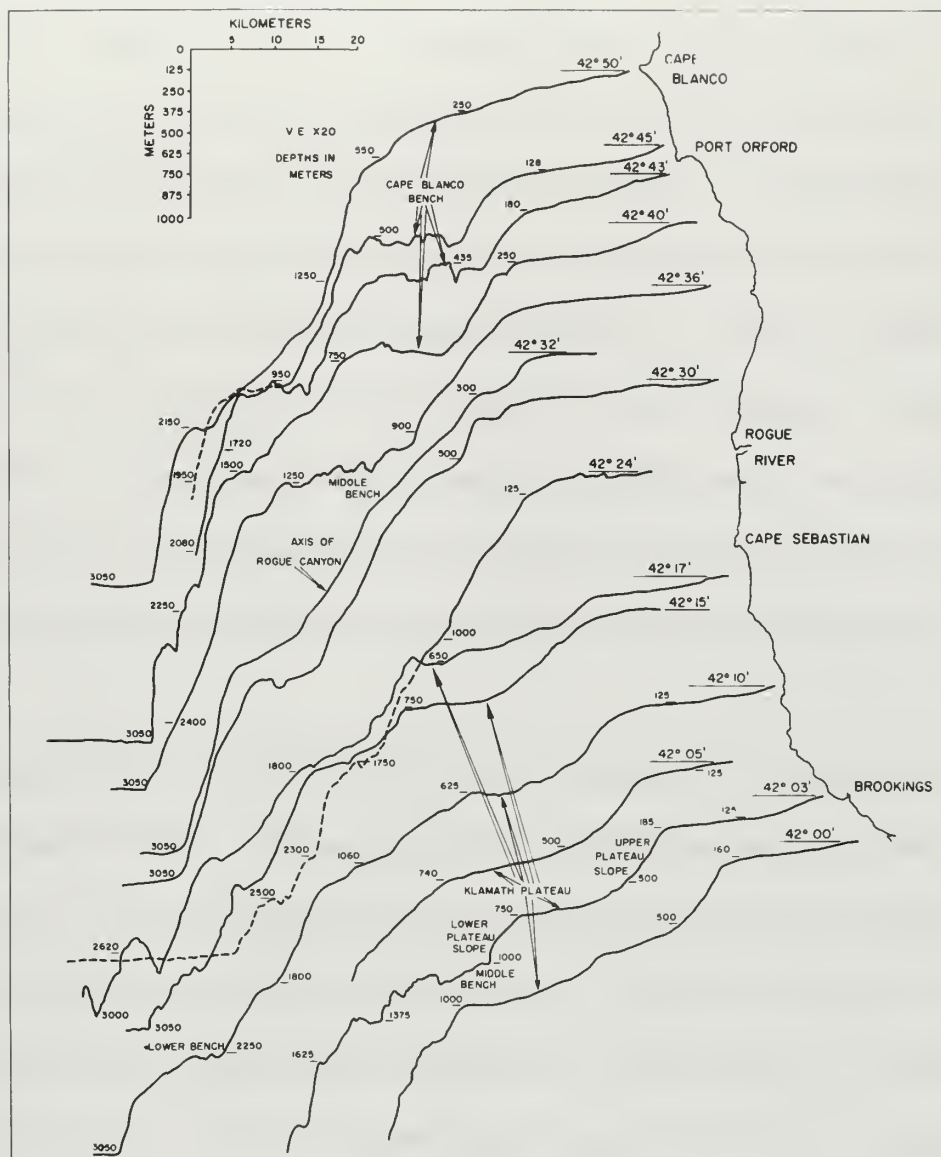 KILOMETERS
5 10 15 20
0
125
250
375
500
625
750
875
1000
METERS
V E X20
DEPTHS IN
METERS
42° 50'
CAPE
BLANCO
250
550
42° 45'
PORT ORFORD
128
42° 43'
CAPE BLANCO
BENCH
180
500
42° 40'
435
250
1250
42° 36'
750
42° 32'
950
300
42° 30'
2150
900
500
ROGUE
RIVER
1720
1500
42° 24'
1950
1250
MIDDLE
BENCH
125
2080
AXIS OF
ROGUE CANYON
CAPE SEBASTIAN
3050
42° 17'
2250
42° 15'
1000
650
42° 10'
750
125
2400
3050
3050
1800
1750
625
42° 05'
125
BROOKINGS
42° 03'
125
185
42° 00'
UPPER
PLATEAU
SLOPE
160
3050
3050
2300
1060
500
740
500
KLAMATH PLATEAU
2500
750
500
LOWER
PLATEAU
SLOPE
2620
1000
MIDDLE
BENCH
1800
1000
3000
3050
1375
LOWER BENCH
2250
1625
3050